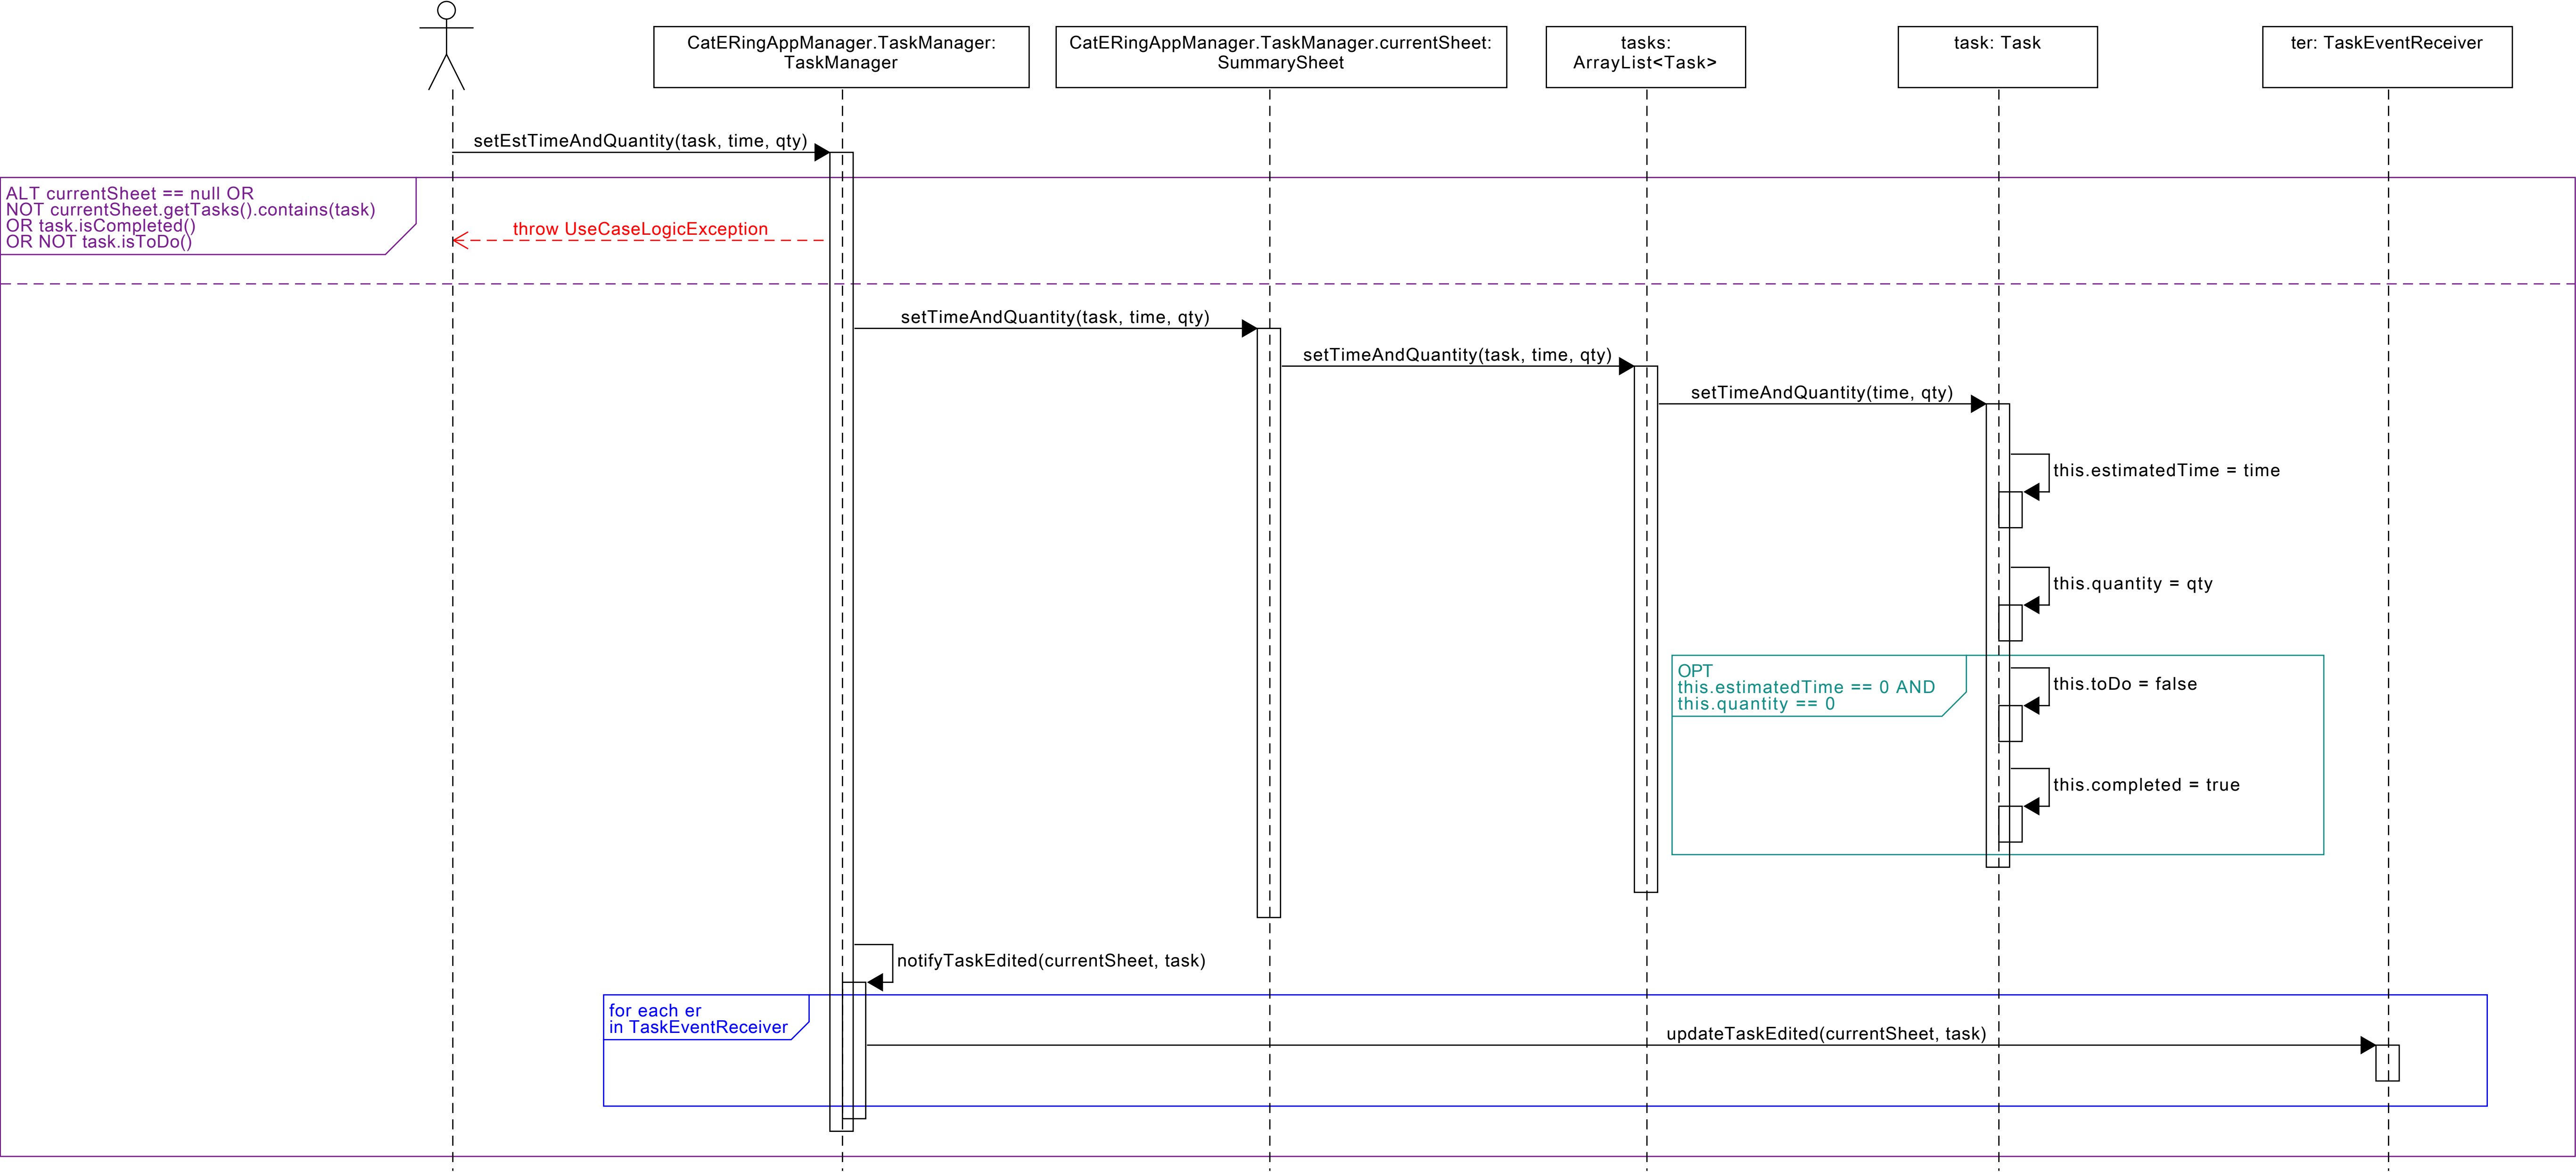 CatERingAppManager.TaskManager:
TaskManager
CatERingAppManager.TaskManager.currentSheet:
SummarySheet
tasks:
ArrayList<Task>
task: Task
ter: TaskEventReceiver
setEstTimeAndQuantity(task, time, qty)
ALT currentSheet == null OR
NOT currentSheet.getTasks().contains(task)
OR task.isCompleted()
OR NOT task.isToDo()
throw UseCaseLogicException
setTimeAndQuantity(task, time, qty)
setTimeAndQuantity(task, time, qty)
setTimeAndQuantity(time, qty)
this.estimatedTime = time
this.quantity = qty
OPT
this.estimatedTime == 0 AND
this.quantity == 0
this.toDo = false
this.completed = true
notifyTaskEdited(currentSheet, task)
for each er
in TaskEventReceiver
updateTaskEdited(currentSheet, task)